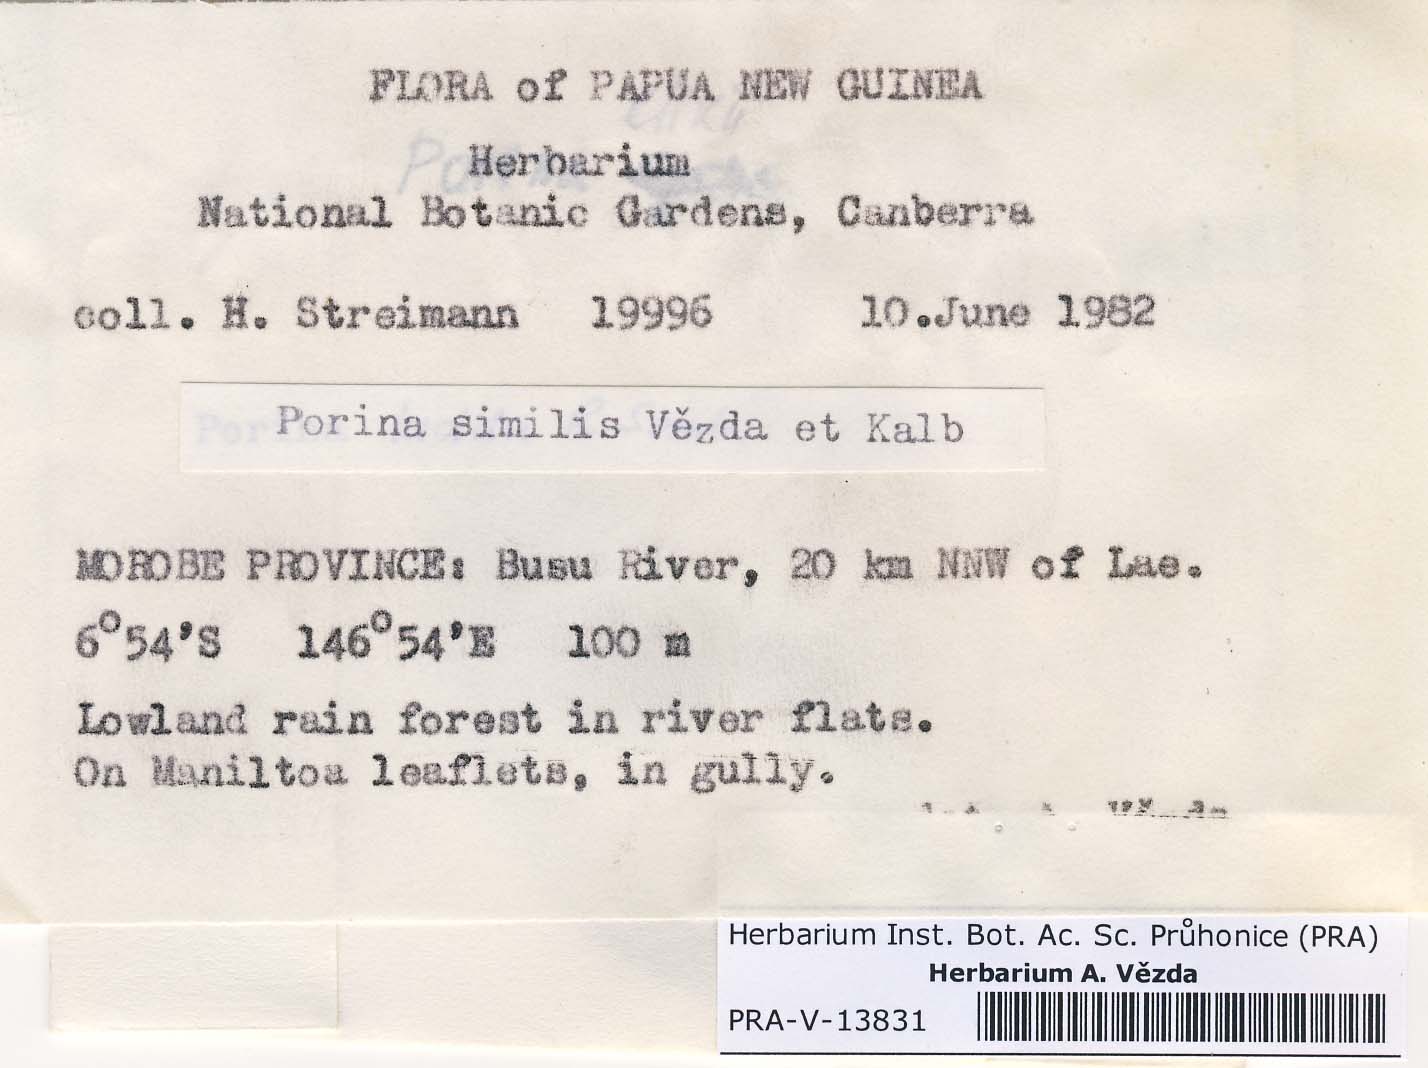 FLORA of PAPUA NEW GUINEA
Herbarium
National Botanic Gardens, Canberra
coll. H. Streimann 19996 10.June 1982
Porina similis Vězda et Kalb
MOROBE PROVINCE: Busu River, 20 km NNW of Lae.
6°54'S 146°54'E 100 m
Lowland rain forest in river flats.
On Maniltoa leaflets, in gully.
Herbarium Inst. Bot. Ac. Sc. Průhonice (PRA)
Herbarium A. Vězda
PRA-V-13831